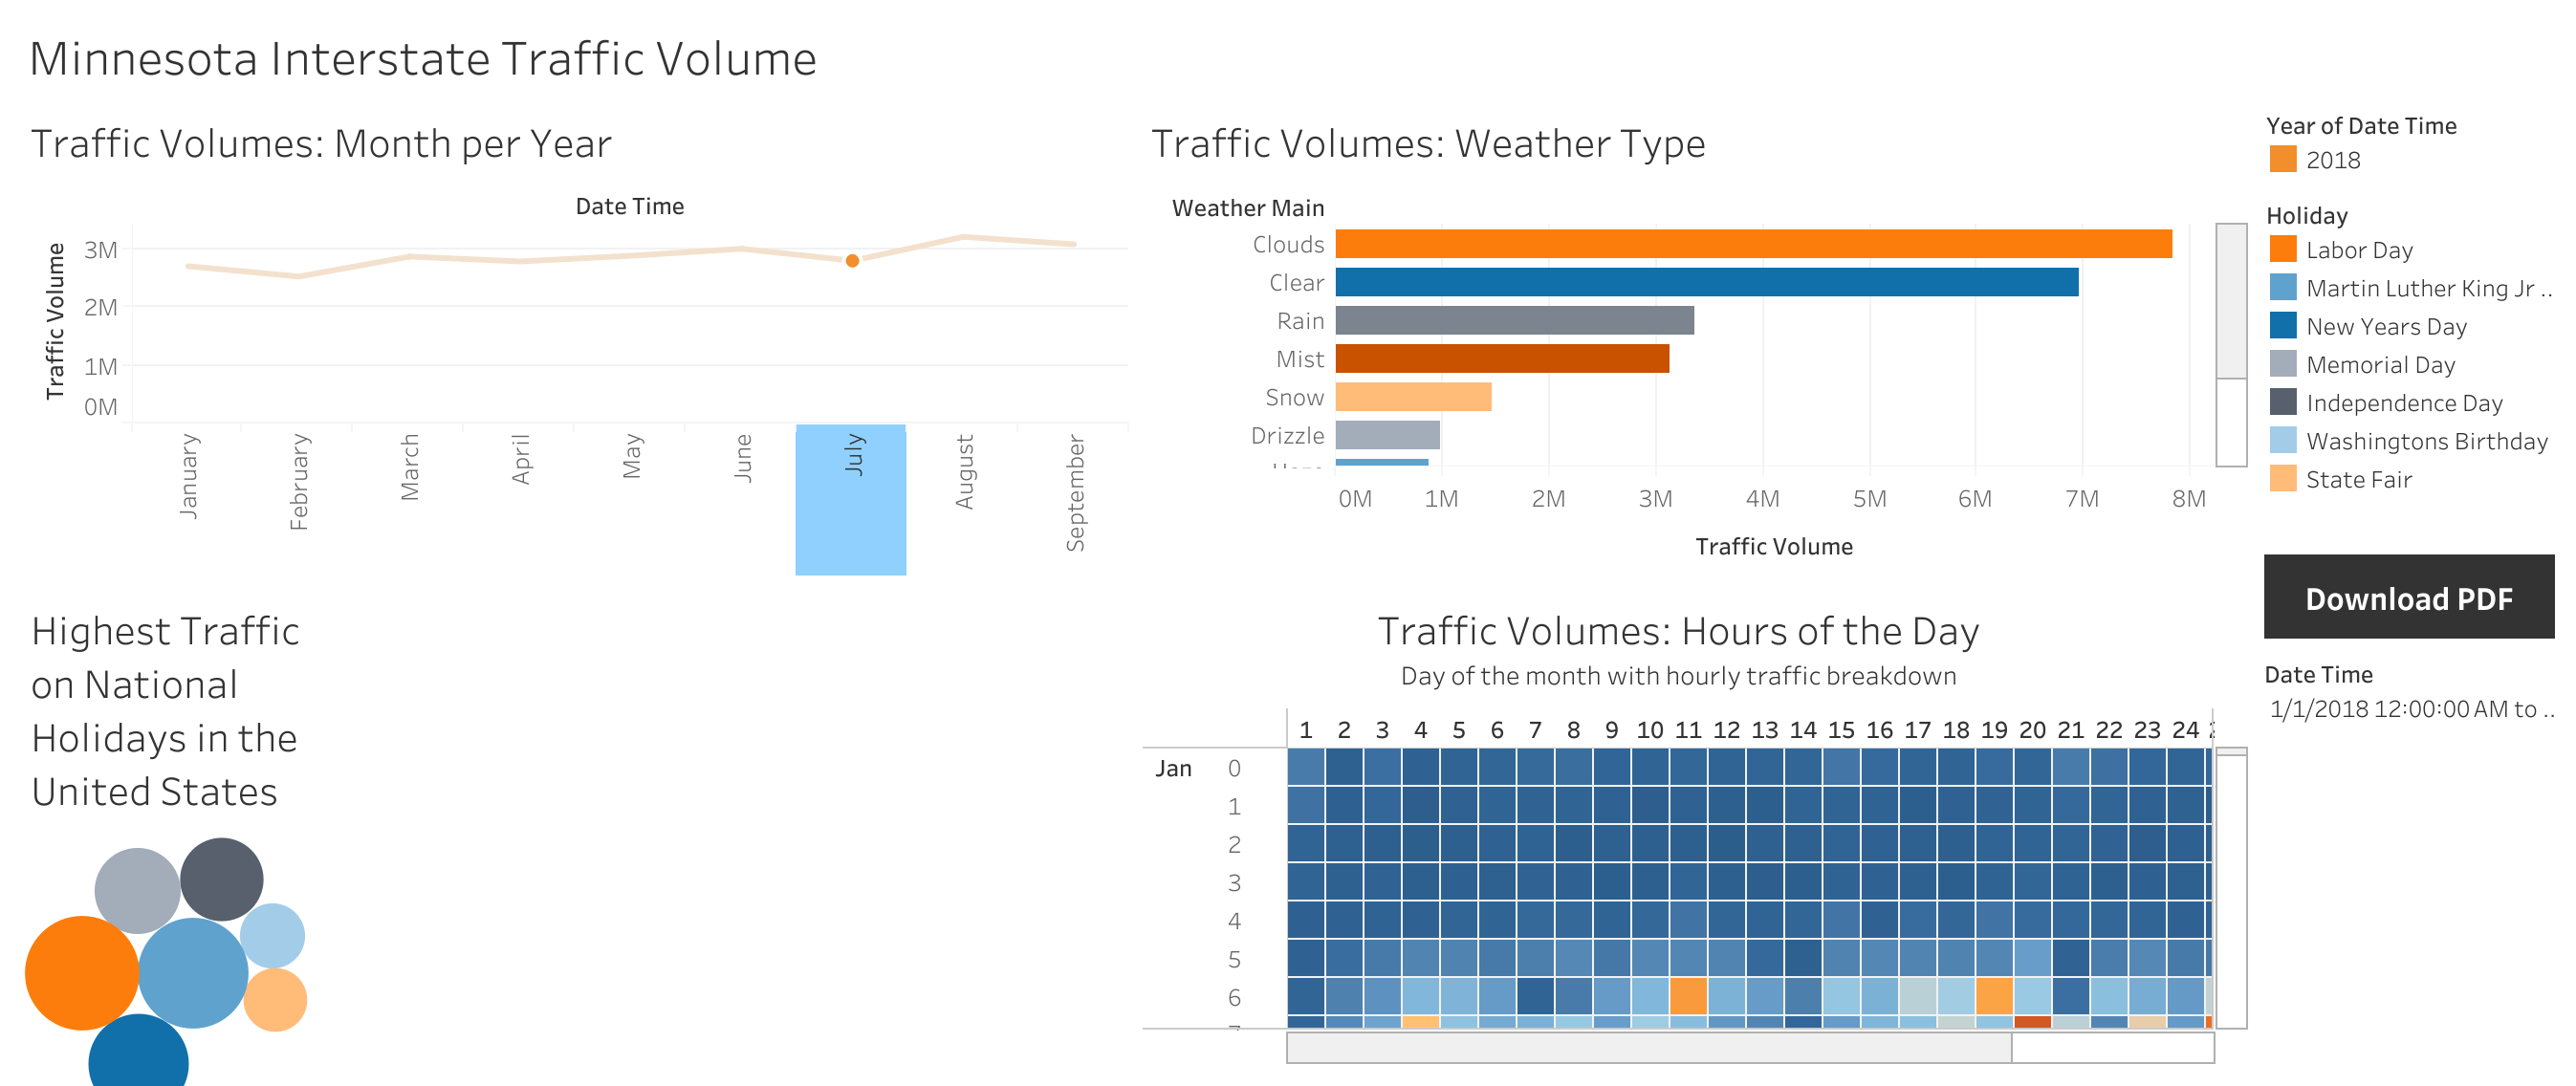 Minnesota Interstate Traffic Volume
Traffic Volumes: Month per Year
Date Time
Traffic Volume
3M
2M
1M
0M
January
February
March
April
May
June
July
August
September
Traffic Volumes: Weather Type
Weather Main
Clouds
Clear
Rain
Mist
Snow
Drizzle
0M 1M 2M 3M 4M 5M 6M 7M 8M
Traffic Volume
Year of Date Time
2018
Holiday
Labor Day
Martin Luther King Jr ..
New Years Day
Memorial Day
Independence Day
Washingtons Birthday
State Fair
Download PDF
Date Time
1/1/2018 12:00:00 AM to ..
Highest Traffic
on National
Holidays in the
United States
Traffic Volumes: Hours of the Day
Day of the month with hourly traffic breakdown
1 2 3 4 5 6 7 8 9 10 11 12 13 14 15 16 17 18 19 20 21 22 23 24
Jan 0
1
2
3
4
5
6